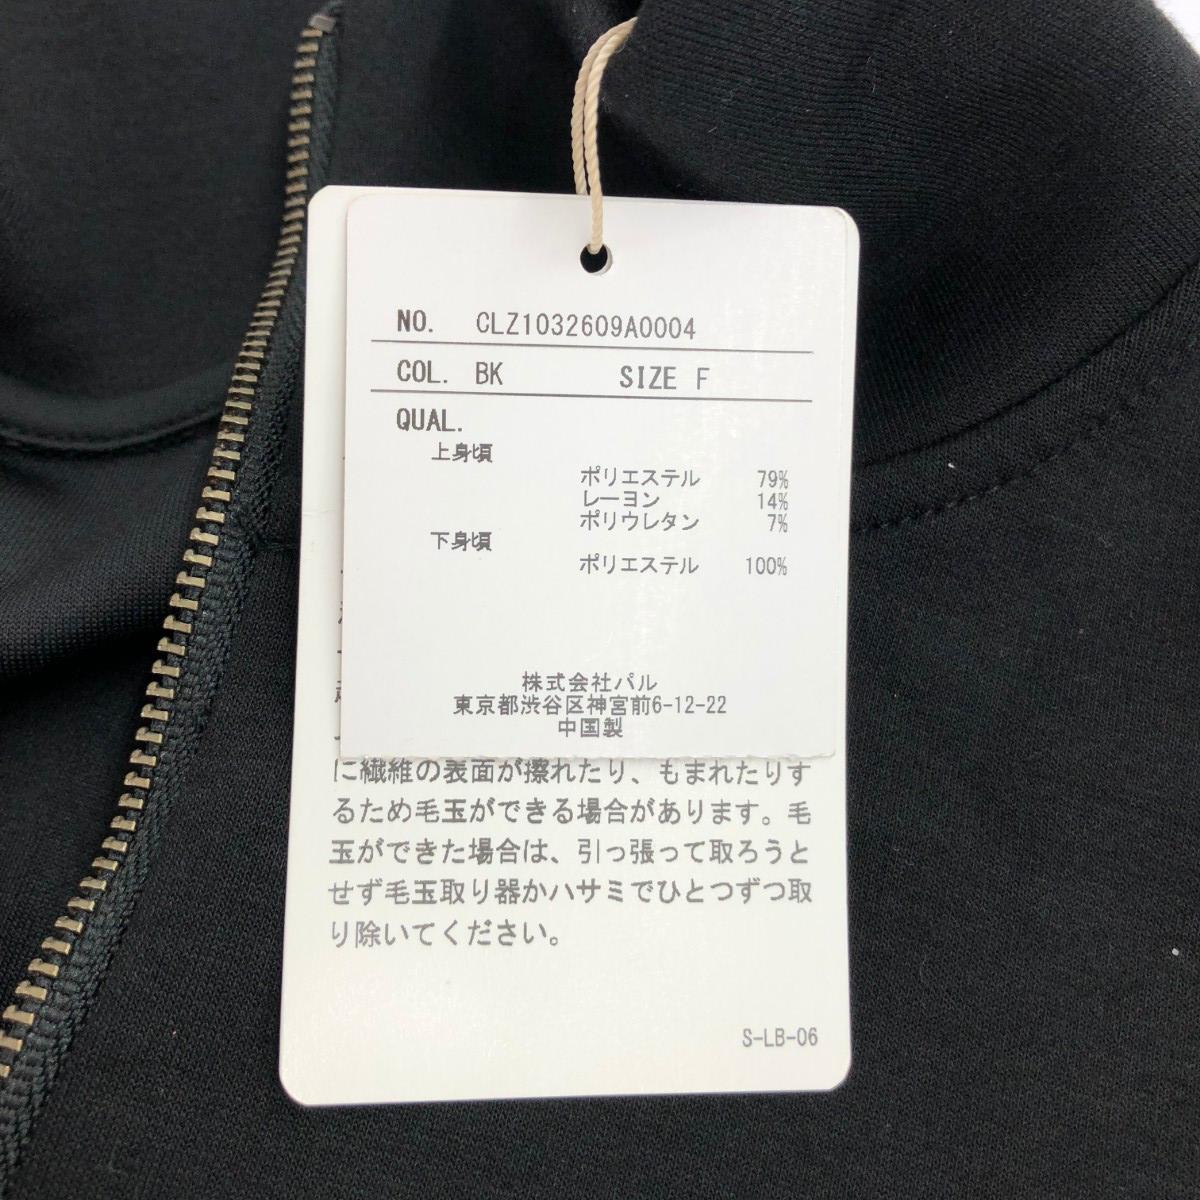 NO. CLZ1032609A0004
COL. BK SIZE F
QUAL.
上身頃
ポリエステル 79%
レーヨン 14%
ポリウレタン 7%
下身頃
ポリエステル 100%
株式会社パル
東京都渋谷区神宮前6-12-22
中国製
に繊維の表面が擦れたり、もまれたりす
るため毛玉ができる場合があります。毛
玉ができた場合は、引っ張って取ろうと
せず毛玉取り器かハサミでひとつずつ取
り除いてください。
S-LB-06